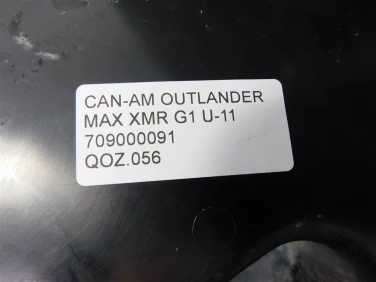 CAN-AM OUTLANDER
MAX XMR G1 U-11
709000091
QOZ.056